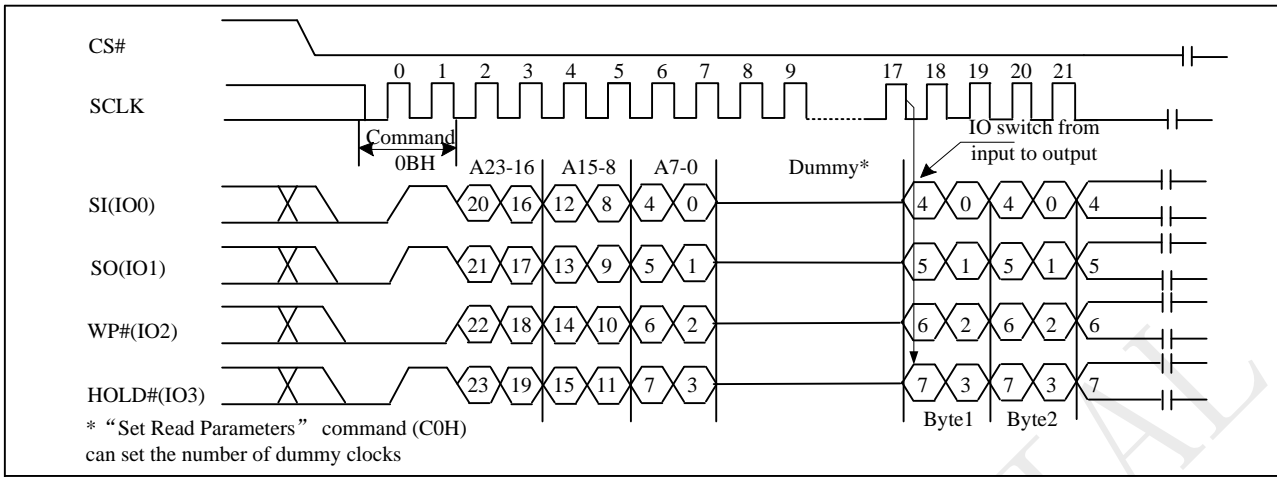 CS#
0 1 2 3 4 5 6 7 8 9 17 18 19 20 21
SCLK
Command
0BH
IO switch from
input to output
A23-16 A15-8 A7-0 Dummy*
SI(IO0) 20 16 12 8 4 0 4 0 4 0 4
SO(IO1) 21 17 13 9 5 1 5 1 5 1 5
WP#(IO2) 22 18 14 10 6 2 6 2 6 2 6
HOLD#(IO3) 23 19 15 11 7 3 7 3 7 3 7
Byte1 Byte2
* “Set Read Parameters” command (C0H)
can set the number of dummy clocks